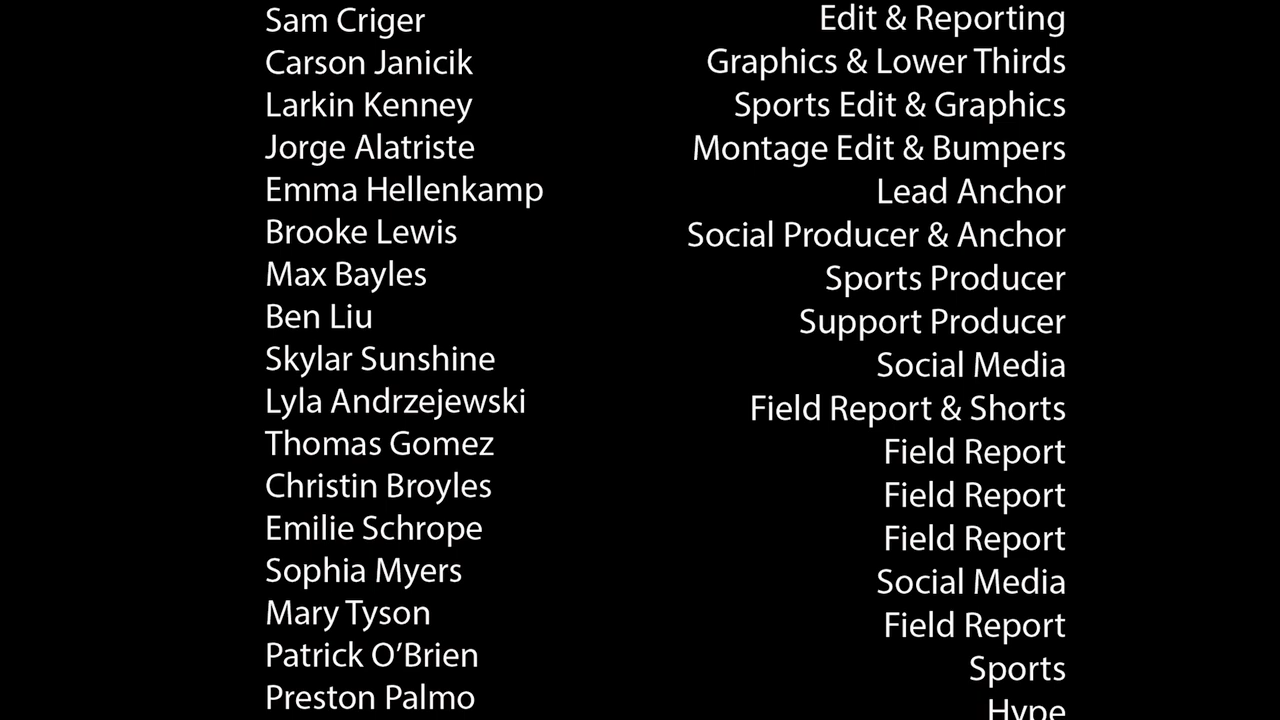 Sam Criger Edit & Reporting
Carson Janicik Graphics & Lower Thirds
Larkin Kenney Sports Edit & Graphics
Jorge Alatriste Montage Edit & Bumpers
Emma Hellenkamp Lead Anchor
Brooke Lewis Social Producer & Anchor
Max Bayles Sports Producer
Ben Liu Support Producer
Skylar Sunshine Social Media
Lyla Andrzejewski Field Report & Shorts
Thomas Gomez Field Report
Christin Broyles Field Report
Emilie Schrope Field Report
Sophia Myers Social Media
Mary Tyson Field Report
Patrick O’Brien Sports
Preston Palmo Hype